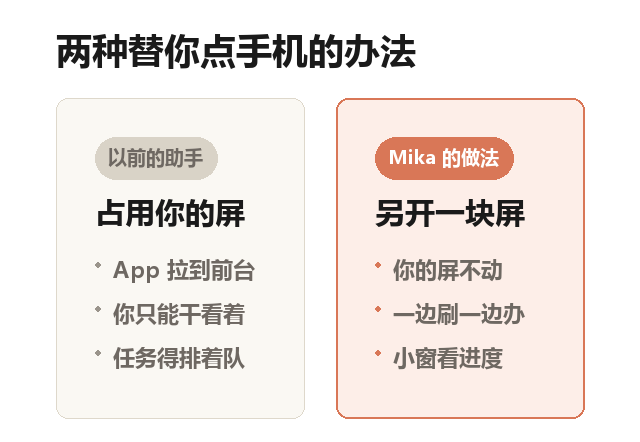 两种替你点手机的办法
以前的助手
占用你的屏
App 拉到前台
你只能干看着
任务得排着队
Mika 的做法
另开一块屏
你的屏不动
一边刷一边办
小窗看进度